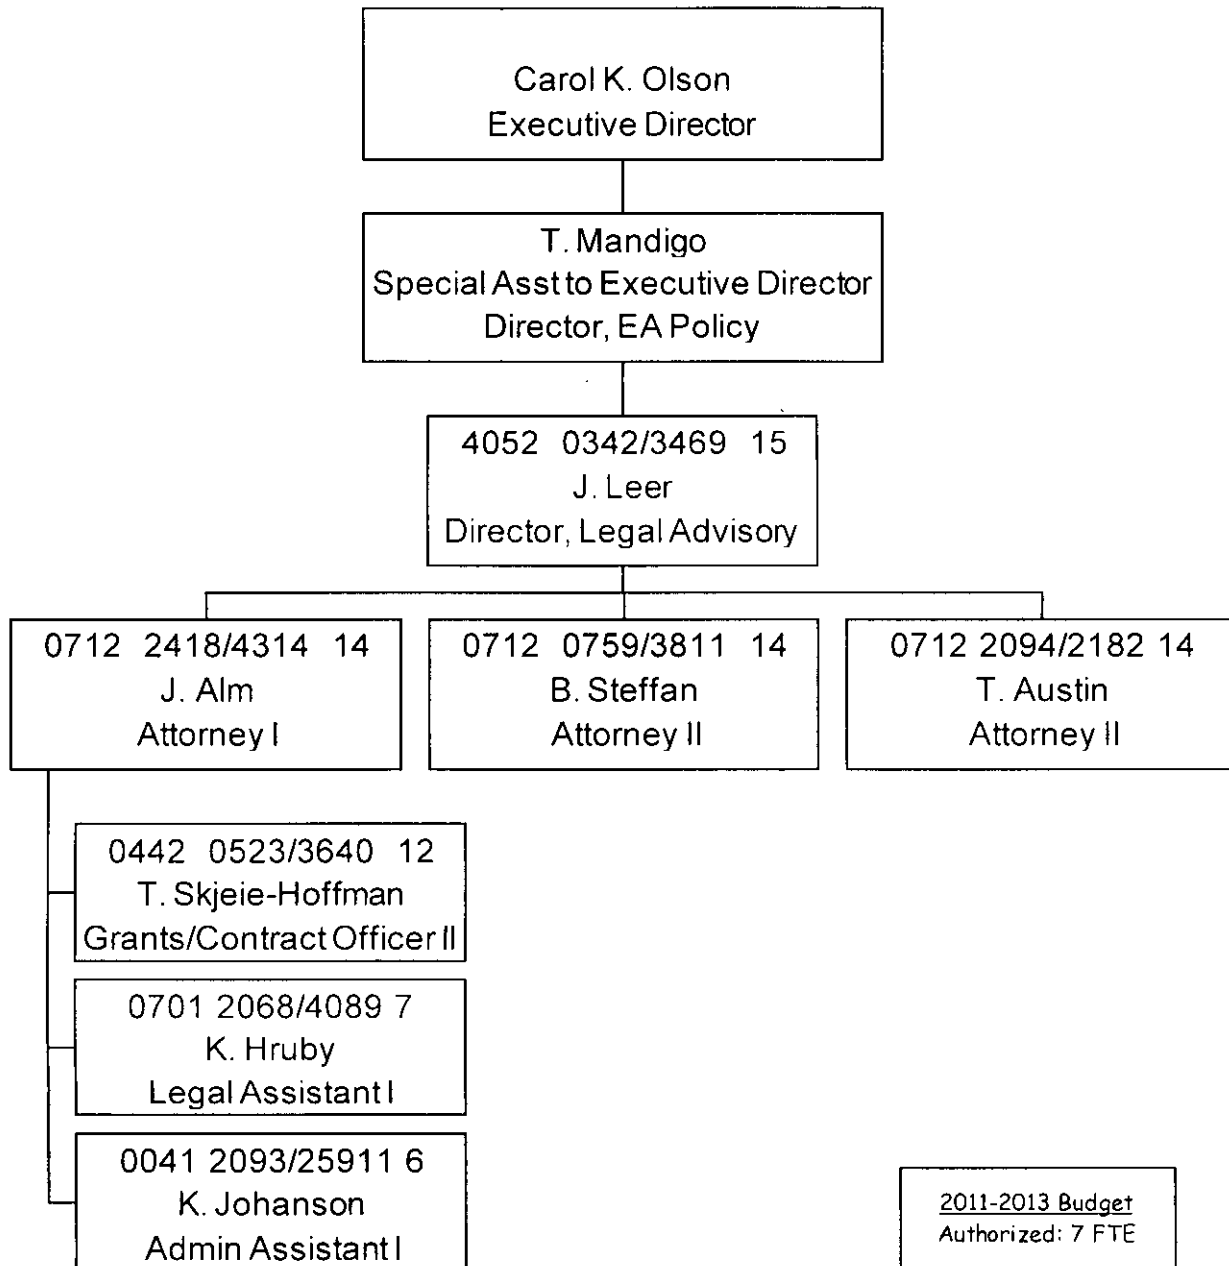 Carol K. Olson
Executive Director
T. Mandigo
Special Asst to Executive Director
Director, EA Policy
4052 0342/3469 15
J. Leer
Director, Legal Advisory
0712 2418/4314 14
J. Alm
Attorney I
0712 0759/3811 14
B. Steffan
Attorney II
0712 2094/2182 14
T. Austin
Attorney II
0442 0523/3640 12
T. Skjeie-Hoffman
Grants/Contract Officer II
0701 2068/4089 7
K. Hruby
Legal Assistant I
0041 2093/25911 6
K. Johanson
Admin Assistant I
2011-2013 Budget
Authorized: 7 FTE